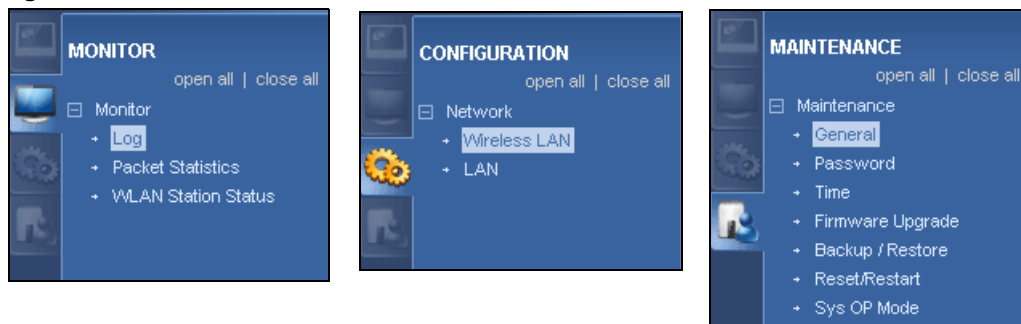 MONITOR
open all | close all
Monitor
Log
Packet Statistics
WLAN Station Status
CONFIGURATION
open all | close all
Network
Wireless LAN
LAN
MAINTENANCE
open all | close all
Maintenance
General
Password
Time
Firmware Upgrade
Backup / Restore
Reset/Restart
Sys OP Mode